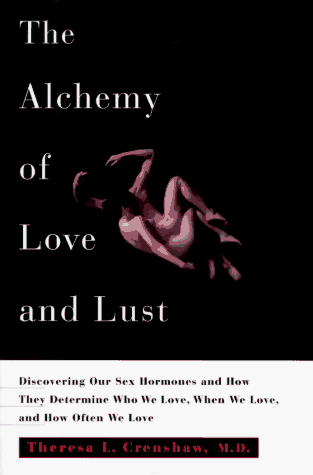 The
Alchemy
of
Love
and Lust
Discovering Our Sex Hormones and How
They Determine Who We Love, When We Love,
and How Often We Love
Theresa L. Crenshaw, M.D.